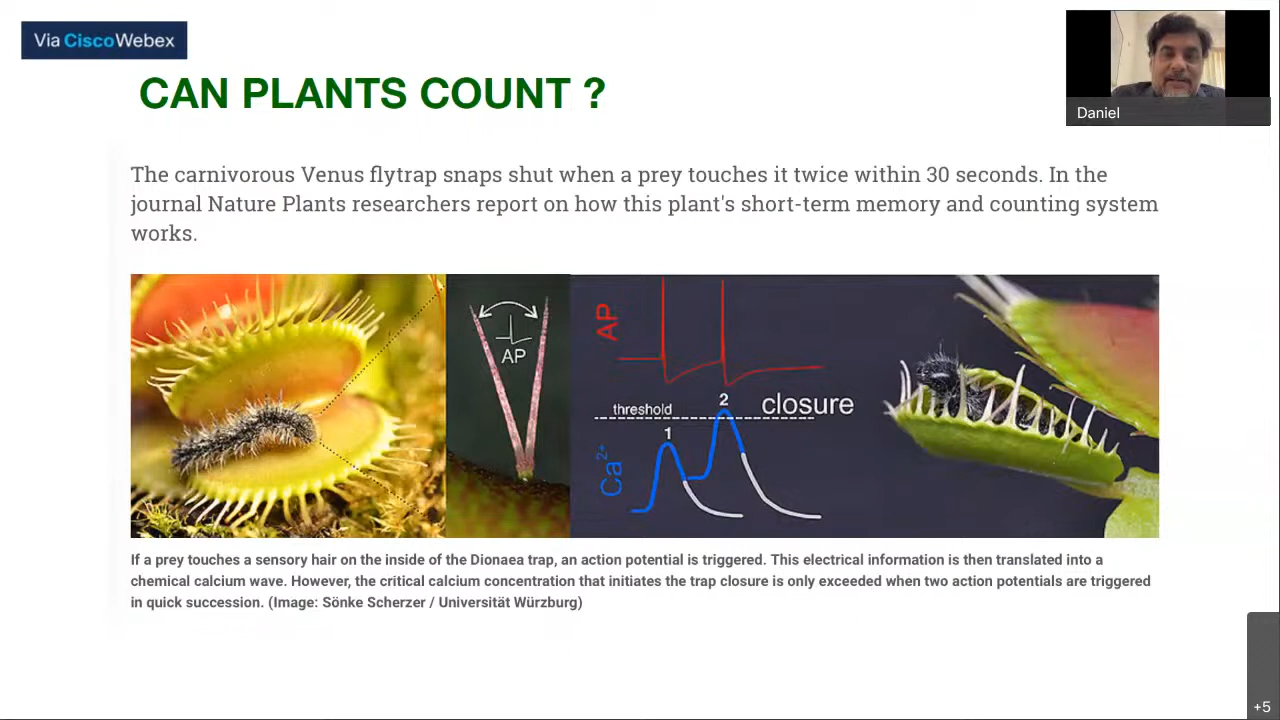 Via CiscoWebex
CAN PLANTS COUNT ?
Daniel
The carnivorous Venus flytrap snaps shut when a prey touches it twice within 30 seconds. In the
journal Nature Plants researchers report on how this plant's short-term memory and counting system
works.
AP
AP
threshold
2
closure
1
Ca²⁺
If a prey touches a sensory hair on the inside of the Dionaea trap, an action potential is triggered. This electrical information is then translated into a
chemical calcium wave. However, the critical calcium concentration that initiates the trap closure is only exceeded when two action potentials are triggered
in quick succession. (Image: Sönke Scherzer / Universität Würzburg)
+5